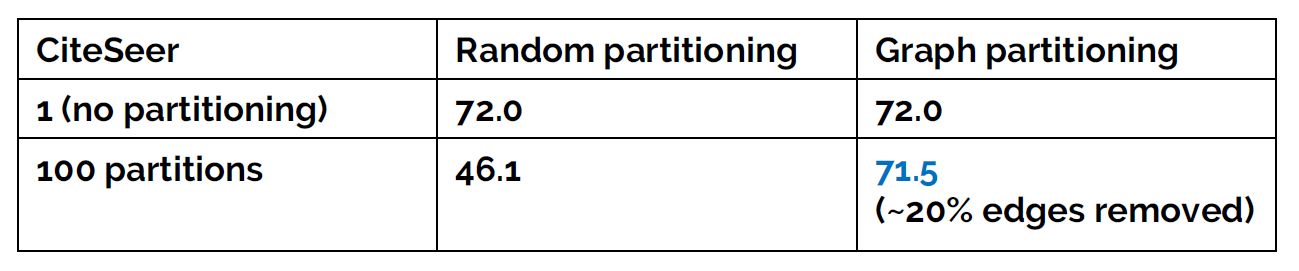 CiteSeer Random partitioning Graph partitioning
1 (no partitioning) 72.0 72.0
100 partitions 46.1 71.5
(~20% edges removed)